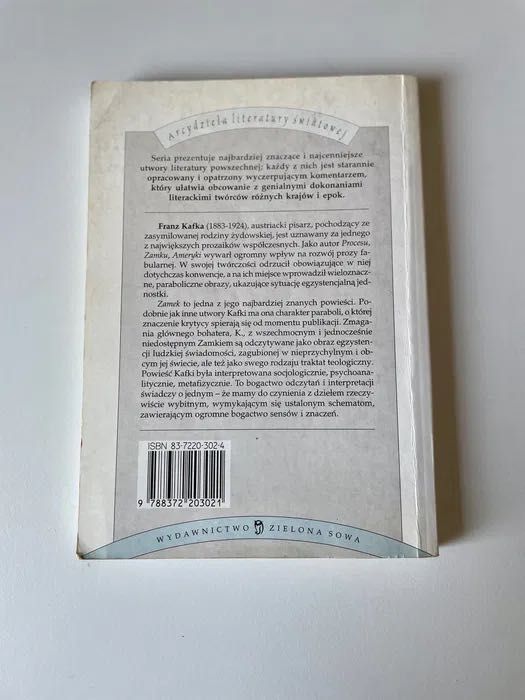 Arcydzieła literatury światowej
Seria prezentuje najbardziej znaczące i najcenniejsze
utwory literatury powszechnej; każdy z nich jest starannie
opracowany i opatrzony wyczerpującym komentarzem,
który ułatwia obcowanie z genialnymi dokonaniami
literackimi twórców różnych krajów i epok.
Franz Kafka (1883-1924), austriacki pisarz, pochodzący ze
zasymilowanej rodziny żydowskiej, jest uznawany za jednego
z największych prozaików współczesnych. Jako autor Procesu,
Zamku, Ameryki wywarł ogromny wpływ na rozwój prozy fa-
bularnej. W swojej twórczości odrzucił obowiązujące w niej
dotychczas konwencje, a na ich miejsce wprowadził wieloznacz-
ne, paraboliczne obrazy, ukazujące sytuację egzystencjalną jed-
nostki.
Zamek to jedna z jego najbardziej znanych powieści. Po-
dobnie jak inne utwory Kafki ma ona charakter paraboli, o której
znaczenie krytycy spierają się od momentu publikacji. Zmaga-
nia głównego bohatera, K., z wszechmocnym i jednocześnie
niedostępnym Zamkiem są odczytywane jako obraz egzysten-
cji ludzkiej świadomości, zagubionej w nieprzychylnym i ob-
cym jej świecie, ale też jako swego rodzaju traktat teologiczny.
Powieść Kafki była interpretowana socjologicznie, psychoana-
litycznie, metafizycznie. To bogactwo odczytań i interpretacji
świadczy o jednym – że mamy do czynienia z dziełem rzeczy-
wiście wybitnym, wymykającym się ustalonym schematom,
zawierającym ogromne bogactwo sensów i znaczeń.
ISBN 83-7220-302-4
9 788372 203021
WYDAWNICTWO ZIELONA SOWA